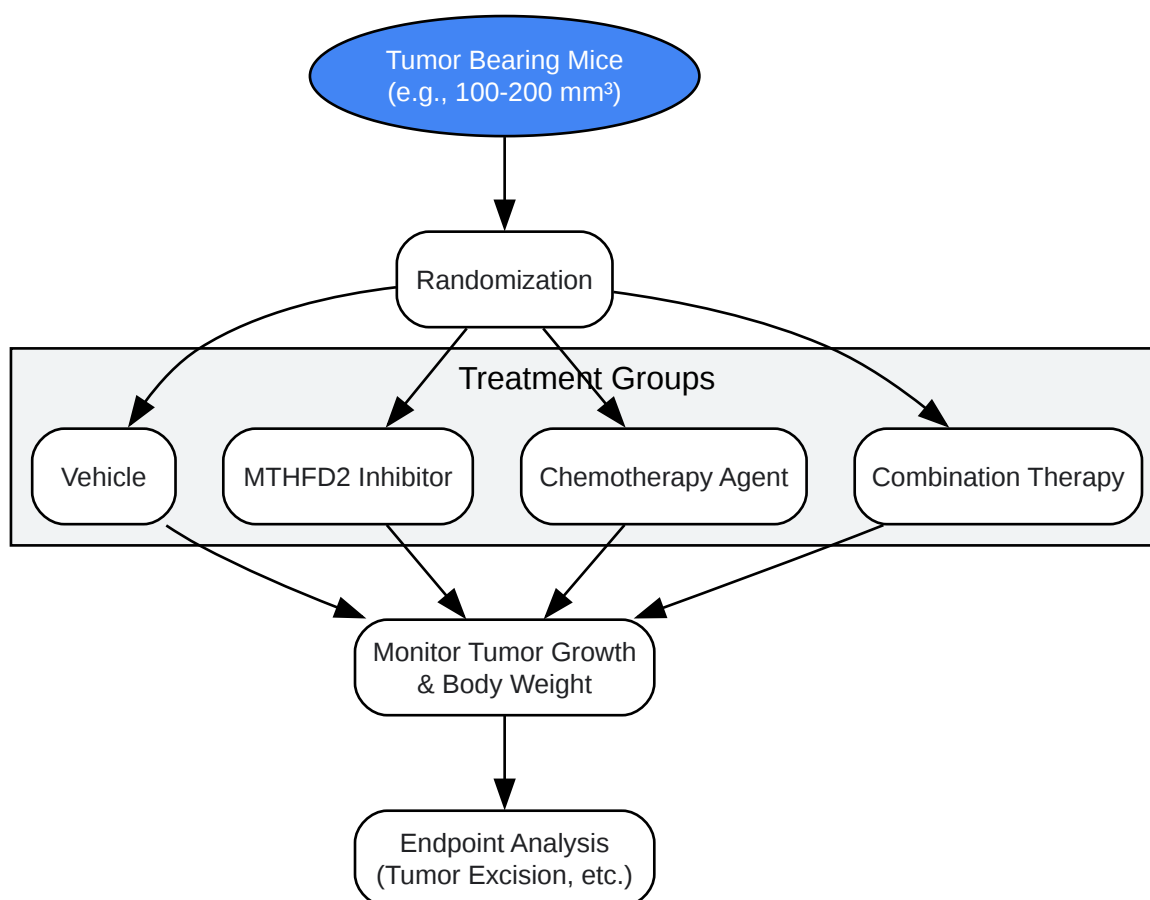 Tumor Bearing Mice
(e.g., 100-200 mm³)
Randomization
Treatment Groups
Vehicle
MTHFD2 Inhibitor
Chemotherapy Agent
Combination Therapy
Monitor Tumor Growth
& Body Weight
Endpoint Analysis
(Tumor Excision, etc.)